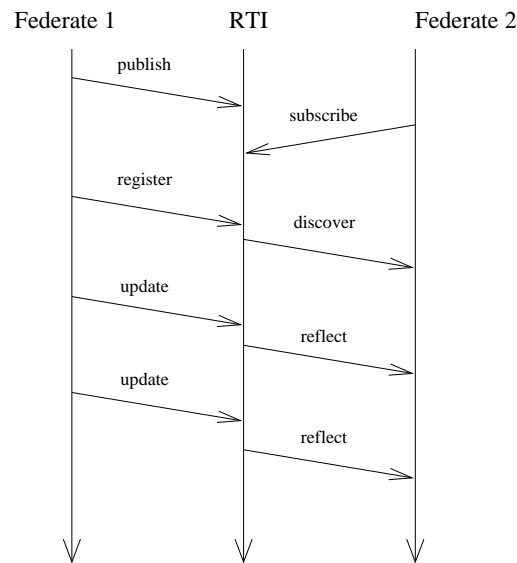 Federate 1 RTI Federate 2
publish
subscribe
register
discover
update
reflect
update
reflect